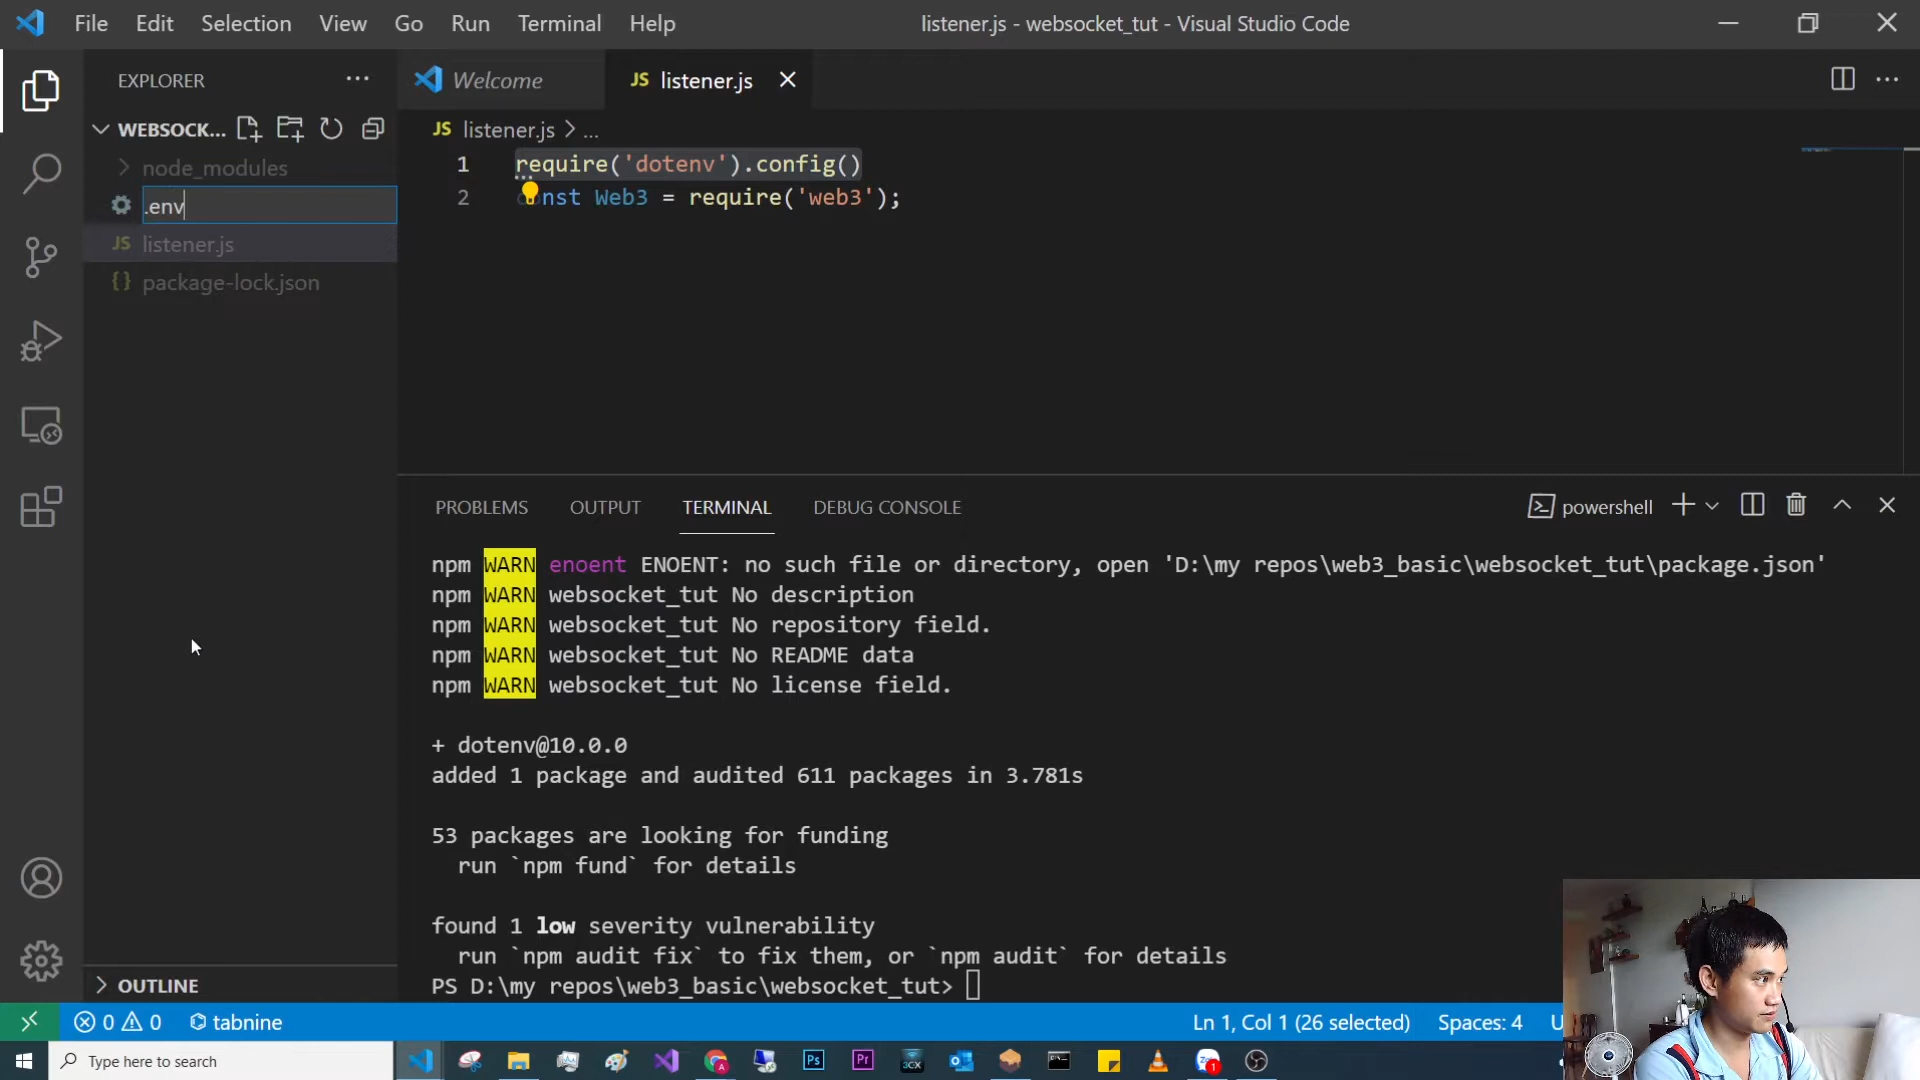 File Edit Selection View Go Run Terminal Help
listener.js - websocket_tut - Visual Studio Code
EXPLORER
WEBSOCK...
node_modules
.env
JS listener.js
{} package-lock.json
OUTLINE
Welcome
JS listener.js
JS listener.js > ...
1 require('dotenv').config()
2 nst Web3 = require('web3');
PROBLEMS OUTPUT TERMINAL DEBUG CONSOLE
powershell
npm WARN enoent ENOENT: no such file or directory, open 'D:\my repos\web3_basic\websocket_tut\package.json'
npm WARN websocket_tut No description
npm WARN websocket_tut No repository field.
npm WARN websocket_tut No README data
npm WARN websocket_tut No license field.
+ dotenv@10.0.0
added 1 package and audited 611 packages in 3.781s
53 packages are looking for funding
run `npm fund` for details
found 1 low severity vulnerability
run `npm audit fix` to fix them, or `npm audit` for details
PS D:\my repos\web3_basic\websocket_tut>
0 0 tabnine
Ln 1, Col 1 (26 selected) Spaces: 4 U
Type here to search
Ps Pr 3CX
1